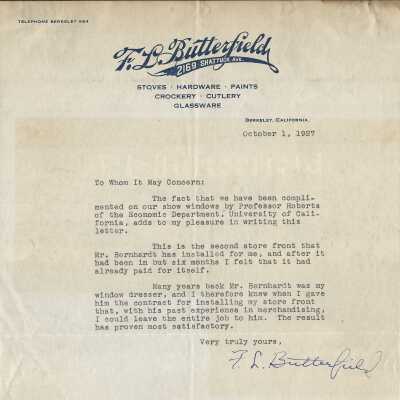 TELEPHONE BERKELEY 484
F. L. Butterfield
2169 SHATTUCK AVE.
STOVES · HARDWARE · PAINTS
CROCKERY · CUTLERY
GLASSWARE
BERKELEY, CALIFORNIA.
October 1, 1927
To Whom It May Concern:
The fact that we have been compli-
mented on our show windows by Professor Roberts
of the Economic Department, University of Cali-
fornia, adds to my pleasure in writing this
letter.
This is the second store front that
Mr. Bernhardt has installed for me, and after it
had been in but six months I felt that it had
already paid for itself.
Many years back Mr. Bernhardt was my
window dresser, and I therefore knew when I gave
him the contract for installing my store front
that, with his past experience in merchandising,
I could leave the entire job to him. The result
has proven most satisfactory.
Very truly yours,
F. L. Butterfield